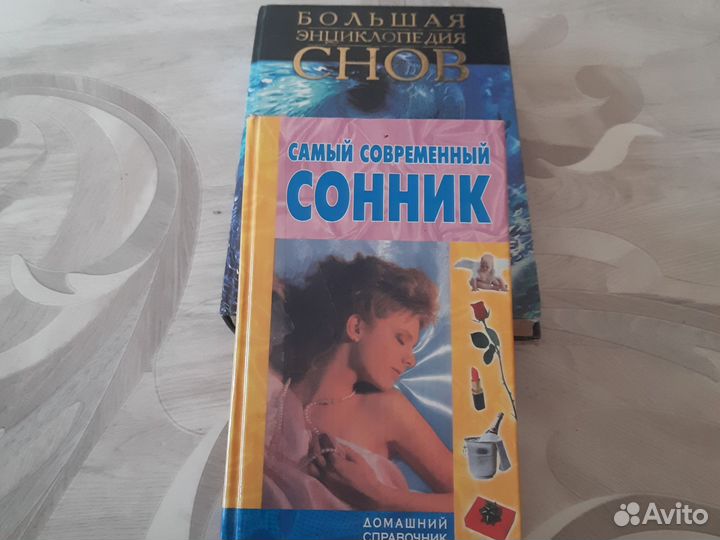 БОЛЬШАЯ
ЭНЦИКЛОПЕДИЯ
СНОВ
САМЫЙ СОВРЕМЕННЫЙ
СОННИК
ДОМАШНИЙ
СПРАВОЧНИК
Avito